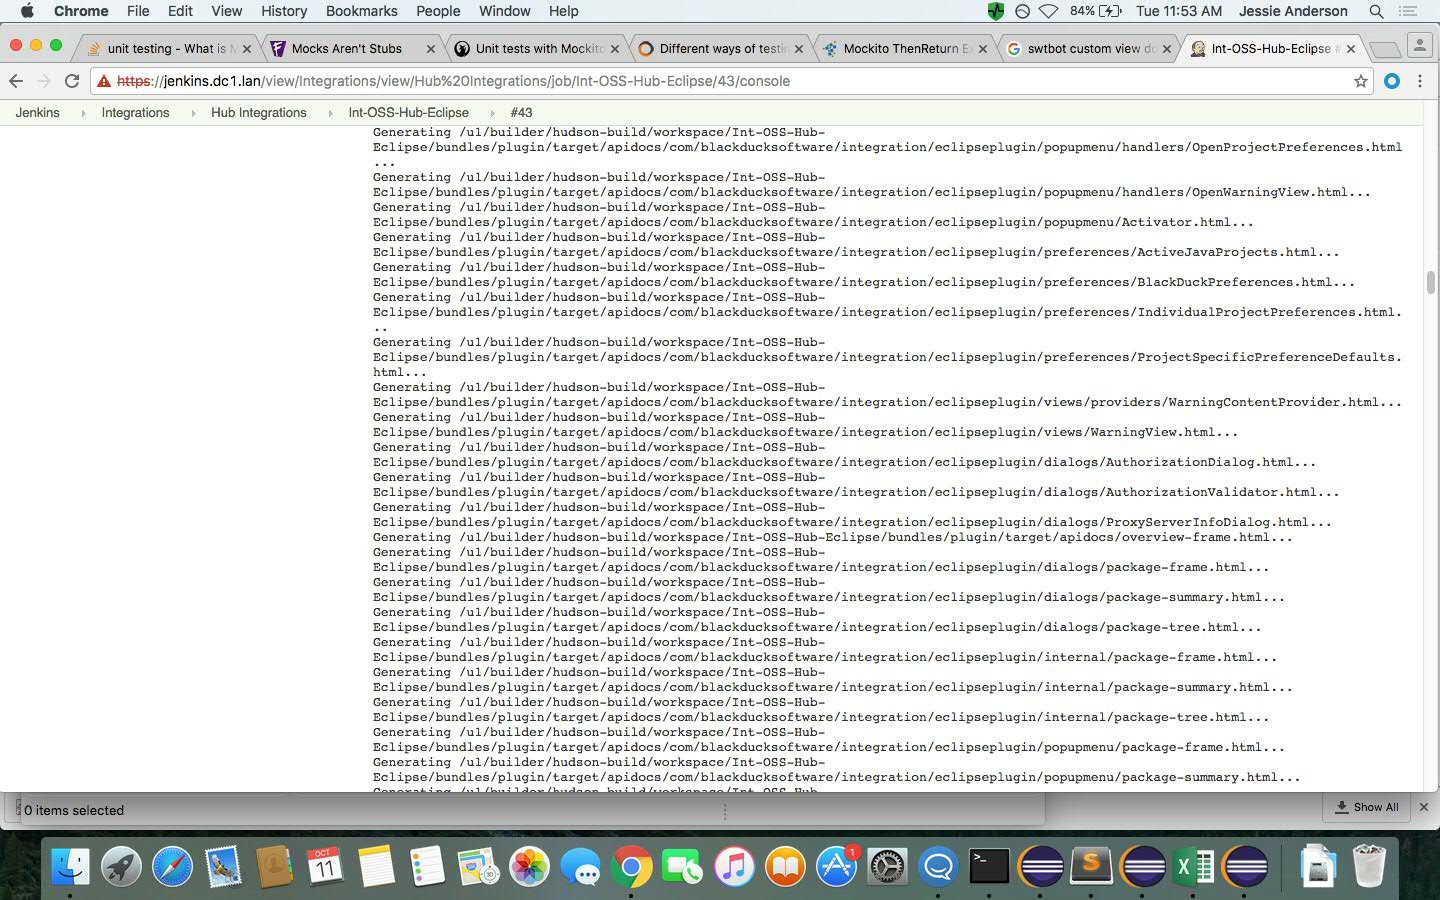 Chrome File Edit View History Bookmarks People Window Help 84% Tue 11:53 AM Jessie Anderson
unit testing - What is Mocks Aren't Stubs Unit tests with Mockito Different ways of testin Mockito ThenReturn Ex swtbot custom view do Int-OSS-Hub-Eclipse #
https://jenkins.dc1.lan/view/Integrations/view/Hub%20Integrations/job/Int-OSS-Hub-Eclipse/43/console
Jenkins Integrations Hub Integrations Int-OSS-Hub-Eclipse #43
Generating /u1/builder/hudson-build/workspace/Int-OSS-Hub-
Eclipse/bundles/plugin/target/apidocs/com/blackducksoftware/integration/eclipseplugin/popupmenu/handlers/OpenProjectPreferences.html
...
Generating /u1/builder/hudson-build/workspace/Int-OSS-Hub-
Eclipse/bundles/plugin/target/apidocs/com/blackducksoftware/integration/eclipseplugin/popupmenu/handlers/OpenWarningView.html...
Generating /u1/builder/hudson-build/workspace/Int-OSS-Hub-
Eclipse/bundles/plugin/target/apidocs/com/blackducksoftware/integration/eclipseplugin/popupmenu/Activator.html...
Generating /u1/builder/hudson-build/workspace/Int-OSS-Hub-
Eclipse/bundles/plugin/target/apidocs/com/blackducksoftware/integration/eclipseplugin/preferences/ActiveJavaProjects.html...
Generating /u1/builder/hudson-build/workspace/Int-OSS-Hub-
Eclipse/bundles/plugin/target/apidocs/com/blackducksoftware/integration/eclipseplugin/preferences/BlackDuckPreferences.html...
Generating /u1/builder/hudson-build/workspace/Int-OSS-Hub-
Eclipse/bundles/plugin/target/apidocs/com/blackducksoftware/integration/eclipseplugin/preferences/IndividualProjectPreferences.html.
..
Generating /u1/builder/hudson-build/workspace/Int-OSS-Hub-
Eclipse/bundles/plugin/target/apidocs/com/blackducksoftware/integration/eclipseplugin/preferences/ProjectSpecificPreferenceDefaults.
html...
Generating /u1/builder/hudson-build/workspace/Int-OSS-Hub-
Eclipse/bundles/plugin/target/apidocs/com/blackducksoftware/integration/eclipseplugin/views/providers/WarningContentProvider.html...
Generating /u1/builder/hudson-build/workspace/Int-OSS-Hub-
Eclipse/bundles/plugin/target/apidocs/com/blackducksoftware/integration/eclipseplugin/views/WarningView.html...
Generating /u1/builder/hudson-build/workspace/Int-OSS-Hub-
Eclipse/bundles/plugin/target/apidocs/com/blackducksoftware/integration/eclipseplugin/dialogs/AuthorizationDialog.html...
Generating /u1/builder/hudson-build/workspace/Int-OSS-Hub-
Eclipse/bundles/plugin/target/apidocs/com/blackducksoftware/integration/eclipseplugin/dialogs/AuthorizationValidator.html...
Generating /u1/builder/hudson-build/workspace/Int-OSS-Hub-
Eclipse/bundles/plugin/target/apidocs/com/blackducksoftware/integration/eclipseplugin/dialogs/ProxyServerInfoDialog.html...
Generating /u1/builder/hudson-build/workspace/Int-OSS-Hub-Eclipse/bundles/plugin/target/apidocs/overview-frame.html...
Generating /u1/builder/hudson-build/workspace/Int-OSS-Hub-
Eclipse/bundles/plugin/target/apidocs/com/blackducksoftware/integration/eclipseplugin/dialogs/package-frame.html...
Generating /u1/builder/hudson-build/workspace/Int-OSS-Hub-
Eclipse/bundles/plugin/target/apidocs/com/blackducksoftware/integration/eclipseplugin/dialogs/package-summary.html...
Generating /u1/builder/hudson-build/workspace/Int-OSS-Hub-
Eclipse/bundles/plugin/target/apidocs/com/blackducksoftware/integration/eclipseplugin/dialogs/package-tree.html...
Generating /u1/builder/hudson-build/workspace/Int-OSS-Hub-
Eclipse/bundles/plugin/target/apidocs/com/blackducksoftware/integration/eclipseplugin/internal/package-frame.html...
Generating /u1/builder/hudson-build/workspace/Int-OSS-Hub-
Eclipse/bundles/plugin/target/apidocs/com/blackducksoftware/integration/eclipseplugin/internal/package-summary.html...
Generating /u1/builder/hudson-build/workspace/Int-OSS-Hub-
Eclipse/bundles/plugin/target/apidocs/com/blackducksoftware/integration/eclipseplugin/internal/package-tree.html...
Generating /u1/builder/hudson-build/workspace/Int-OSS-Hub-
Eclipse/bundles/plugin/target/apidocs/com/blackducksoftware/integration/eclipseplugin/popupmenu/package-frame.html...
Generating /u1/builder/hudson-build/workspace/Int-OSS-Hub-
Eclipse/bundles/plugin/target/apidocs/com/blackducksoftware/integration/eclipseplugin/popupmenu/package-summary.html...
Generating /u1/builder/hudson-build/workspace/Int-OSS-Hub-
0 items selected Show All
OCT
11
1